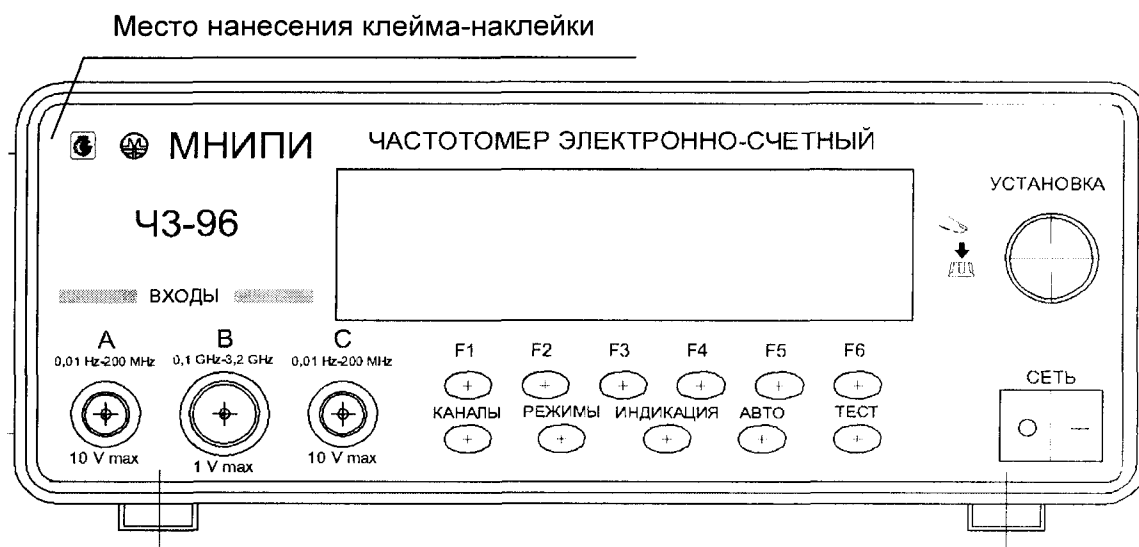 Место нанесения клейма-наклейки
МНИПИ
ЧАСТОТОМЕР ЭЛЕКТРОННО-СЧЕТНЫЙ
УСТАНОВКА
Ч3-96
ВХОДЫ
A B C
0,01 Hz-200 MHz 0,1 GHz-3,2 GHz 0,01 Hz-200 MHz
10 V max 1 V max 10 V max
F1 F2 F3 F4 F5 F6
КАНАЛЫ РЕЖИМЫ ИНДИКАЦИЯ АВТО ТЕСТ
СЕТЬ